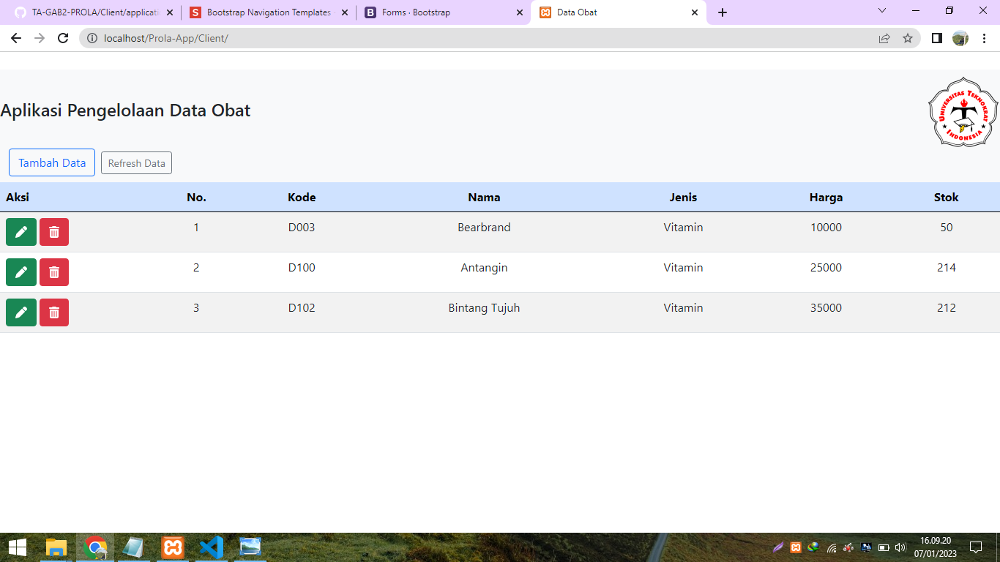 TA-GAB2-PROLA/Client/applicati
Bootstrap Navigation Templates
Forms · Bootstrap
Data Obat
localhost/Prola-App/Client/
Aplikasi Pengelolaan Data Obat
UNIVERSITAS TEKNOKRAT
INDONESIA
Tambah Data Refresh Data
Aksi No. Kode Nama Jenis Harga Stok
1 D003 Bearbrand Vitamin 10000 50
2 D100 Antangin Vitamin 25000 214
3 D102 Bintang Tujuh Vitamin 35000 212
16.09.20
07/01/2023